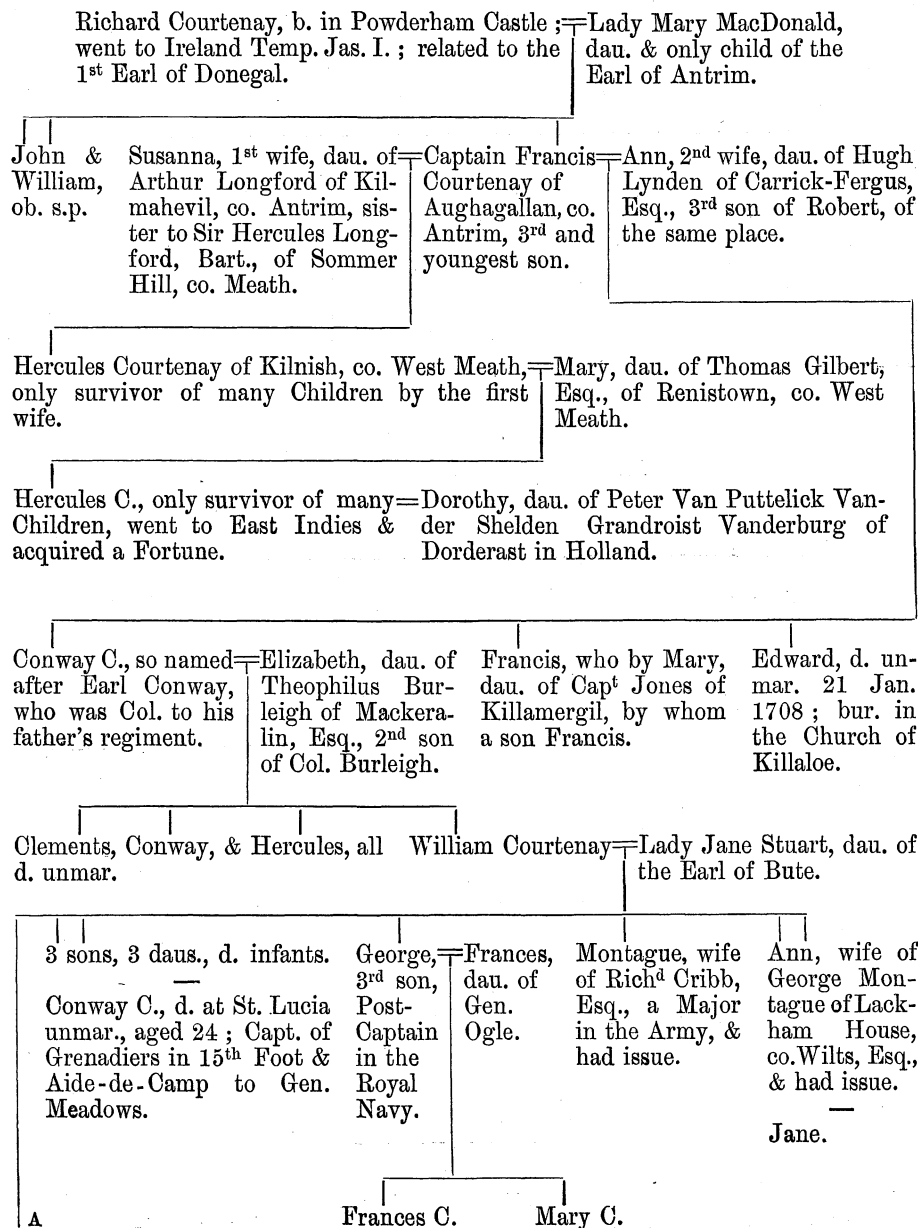 Richard Courtenay, b. in Powderham Castle ;
went to Ireland Temp. Jas. I. ; related to the
1st Earl of Donegal.
Lady Mary MacDonald,
dau. & only child of the
Earl of Antrim.
John &
William,
ob. s.p.
Susanna, 1st wife, dau. of
Arthur Longford of Kil-
mahevil, co. Antrim, sis-
ter to Sir Hercules Long-
ford, Bart., of Sommer
Hill, co. Meath.
Captain Francis
Courtenay of
Aughagallan, co.
Antrim, 3rd and
youngest son.
Ann, 2nd wife, dau. of Hugh
Lynden of Carrick-Fergus,
Esq., 3rd son of Robert, of
the same place.
Hercules Courtenay of Kilnish, co. West Meath,
only survivor of many Children by the first
wife.
Mary, dau. of Thomas Gilbert,
Esq., of Renistown, co. West
Meath.
Hercules C., only survivor of many
Children, went to East Indies &
acquired a Fortune.
Dorothy, dau. of Peter Van Puttelick Van-
der Shelden Grandroist Vanderburg of
Dorderast in Holland.
Conway C., so named
after Earl Conway,
who was Col. to his
father's regiment.
Elizabeth, dau. of
Theophilus Bur-
leigh of Mackera-
lin, Esq., 2nd son
of Col. Burleigh.
Francis, who by Mary,
dau. of Capt Jones of
Killamergil, by whom
a son Francis.
Edward, d. un-
mar. 21 Jan.
1708 ; bur. in
the Church of
Killaloe.
Clements, Conway, & Hercules, all
d. unmar.
William Courtenay
Lady Jane Stuart, dau. of
the Earl of Bute.
3 sons, 3 daus., d. infants.
Conway C., d. at St. Lucia
unmar., aged 24 ; Capt. of
Grenadiers in 15th Foot &
Aide-de-Camp to Gen.
Meadows.
George,
3rd son,
Post-
Captain
in the
Royal
Navy.
Frances,
dau. of
Gen.
Ogle.
Montague, wife
of Richd Cribb,
Esq., a Major
in the Army, &
had issue.
Ann, wife of
George Mon-
tague of Lack-
ham House,
co. Wilts, Esq.,
& had issue.
Jane.
A
Frances C.
Mary C.